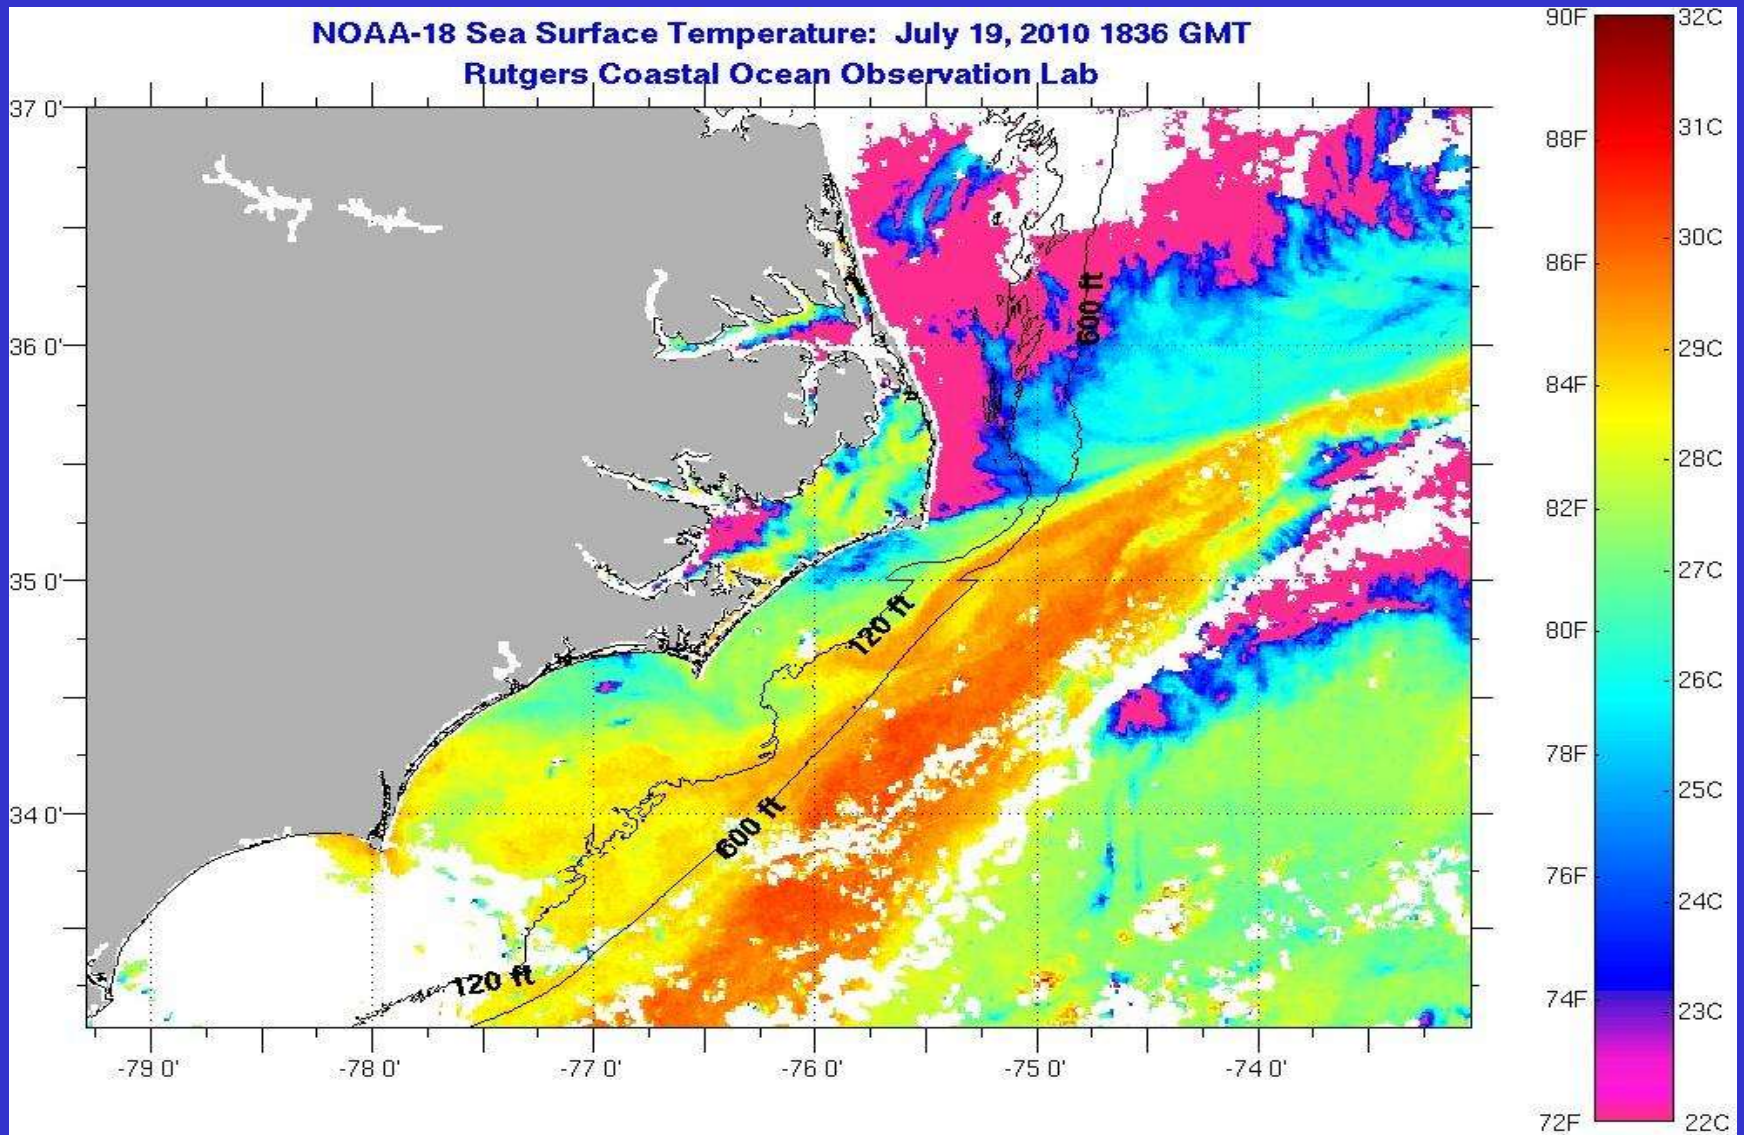 NOAA-18 Sea Surface Temperature: July 19, 2010 1836 GMT
Rutgers Coastal Ocean Observation Lab
90F 32C
37 0'
31C
88F
30C
86F
600 ft
36 0'
29C
84F
28C
82F
27C
35 0'
120 ft
80F
26C
78F
25C
34 0'
600 ft
76F
24C
120 ft
74F
23C
-79 0' -78 0' -77 0' -76 0' -75 0' -74 0'
72F 22C